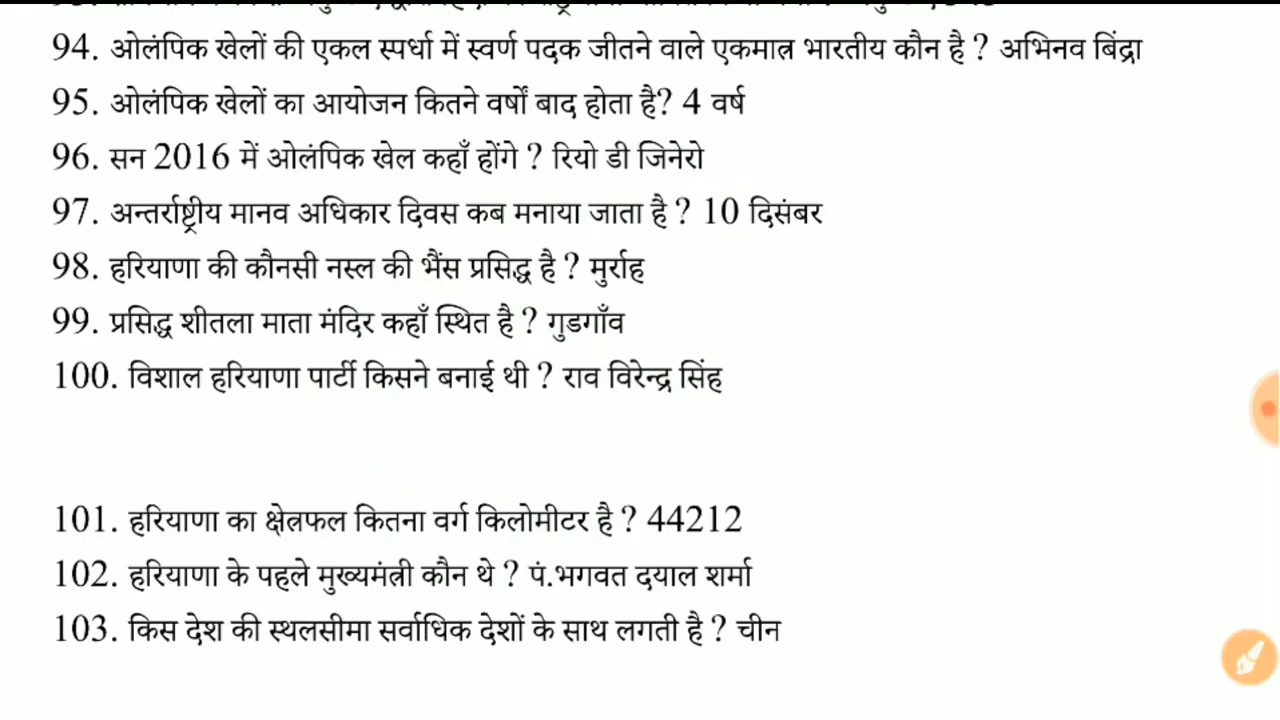 94. ओलंपिक खेलों की एकल स्पर्धा में स्वर्ण पदक जीतने वाले एकमात्र भारतीय कौन है ? अभिनव बिंद्रा
95. ओलंपिक खेलों का आयोजन कितने वर्षों बाद होता है? 4 वर्ष
96. सन 2016 में ओलंपिक खेल कहाँ होंगे ? रियो डी जिनेरो
97. अन्तर्राष्ट्रीय मानव अधिकार दिवस कब मनाया जाता है ? 10 दिसंबर
98. हरियाणा की कौनसी नस्ल की भैंस प्रसिद्ध है ? मुर्राह
99. प्रसिद्ध शीतला माता मंदिर कहाँ स्थित है ? गुडगाँव
100. विशाल हरियाणा पार्टी किसने बनाई थी ? राव विरेन्द्र सिंह
101. हरियाणा का क्षेत्रफल कितना वर्ग किलोमीटर है ? 44212
102. हरियाणा के पहले मुख्यमंत्री कौन थे ? पं.भगवत दयाल शर्मा
103. किस देश की स्थलसीमा सर्वाधिक देशों के साथ लगती है ? चीन